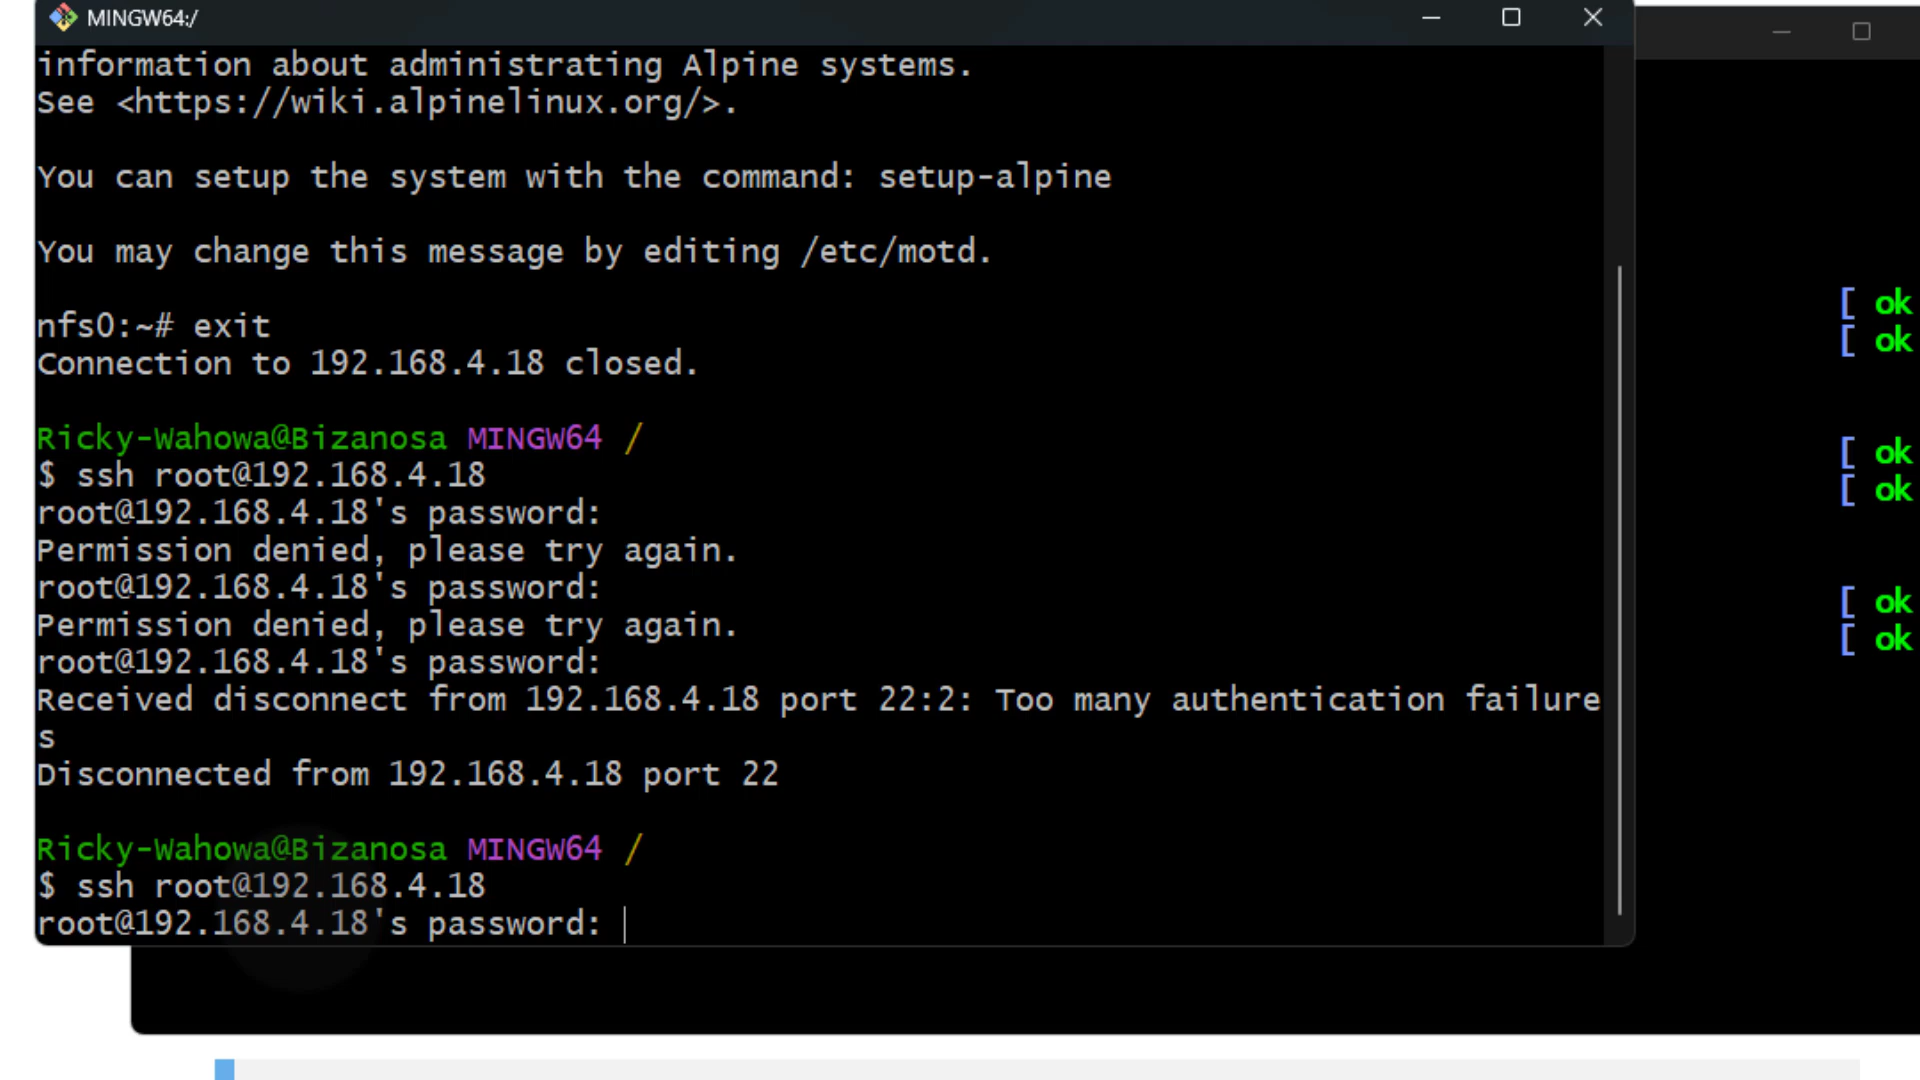 MINGW64:/
information about administrating Alpine systems.
See <https://wiki.alpinelinux.org/>.
You can setup the system with the command: setup-alpine
You may change this message by editing /etc/motd.
nfs0:~# exit
Connection to 192.168.4.18 closed.
Ricky-Wahowa@Bizanosa MINGW64 /
$ ssh root@192.168.4.18
root@192.168.4.18's password:
Permission denied, please try again.
root@192.168.4.18's password:
Permission denied, please try again.
root@192.168.4.18's password:
Received disconnect from 192.168.4.18 port 22:2: Too many authentication failure
s
Disconnected from 192.168.4.18 port 22
Ricky-Wahowa@Bizanosa MINGW64 /
$ ssh root@192.168.4.18
root@192.168.4.18's password:
[ ok
[ ok
[ ok
[ ok
[ ok
[ ok